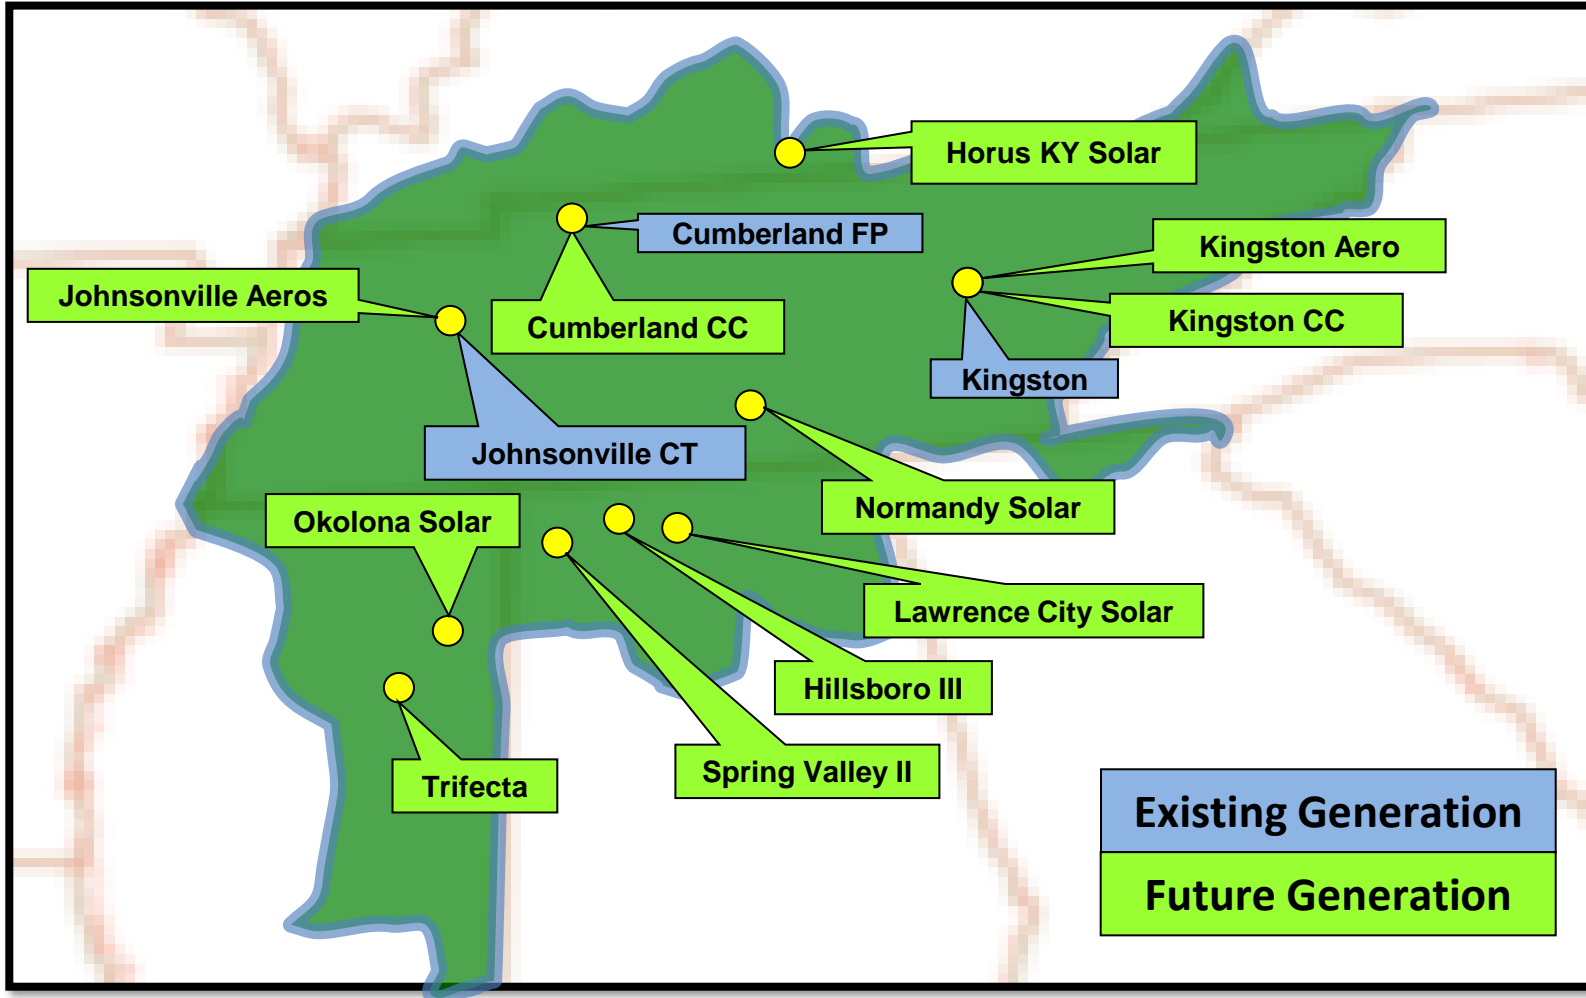 Horus KY Solar
Cumberland FP
Kingston Aero
Johnsonville Aeros
Cumberland CC
Kingston CC
Kingston
Johnsonville CT
Okolona Solar
Normandy Solar
Lawrence City Solar
Hillsboro III
Spring Valley II
Trifecta
Existing Generation
Future Generation